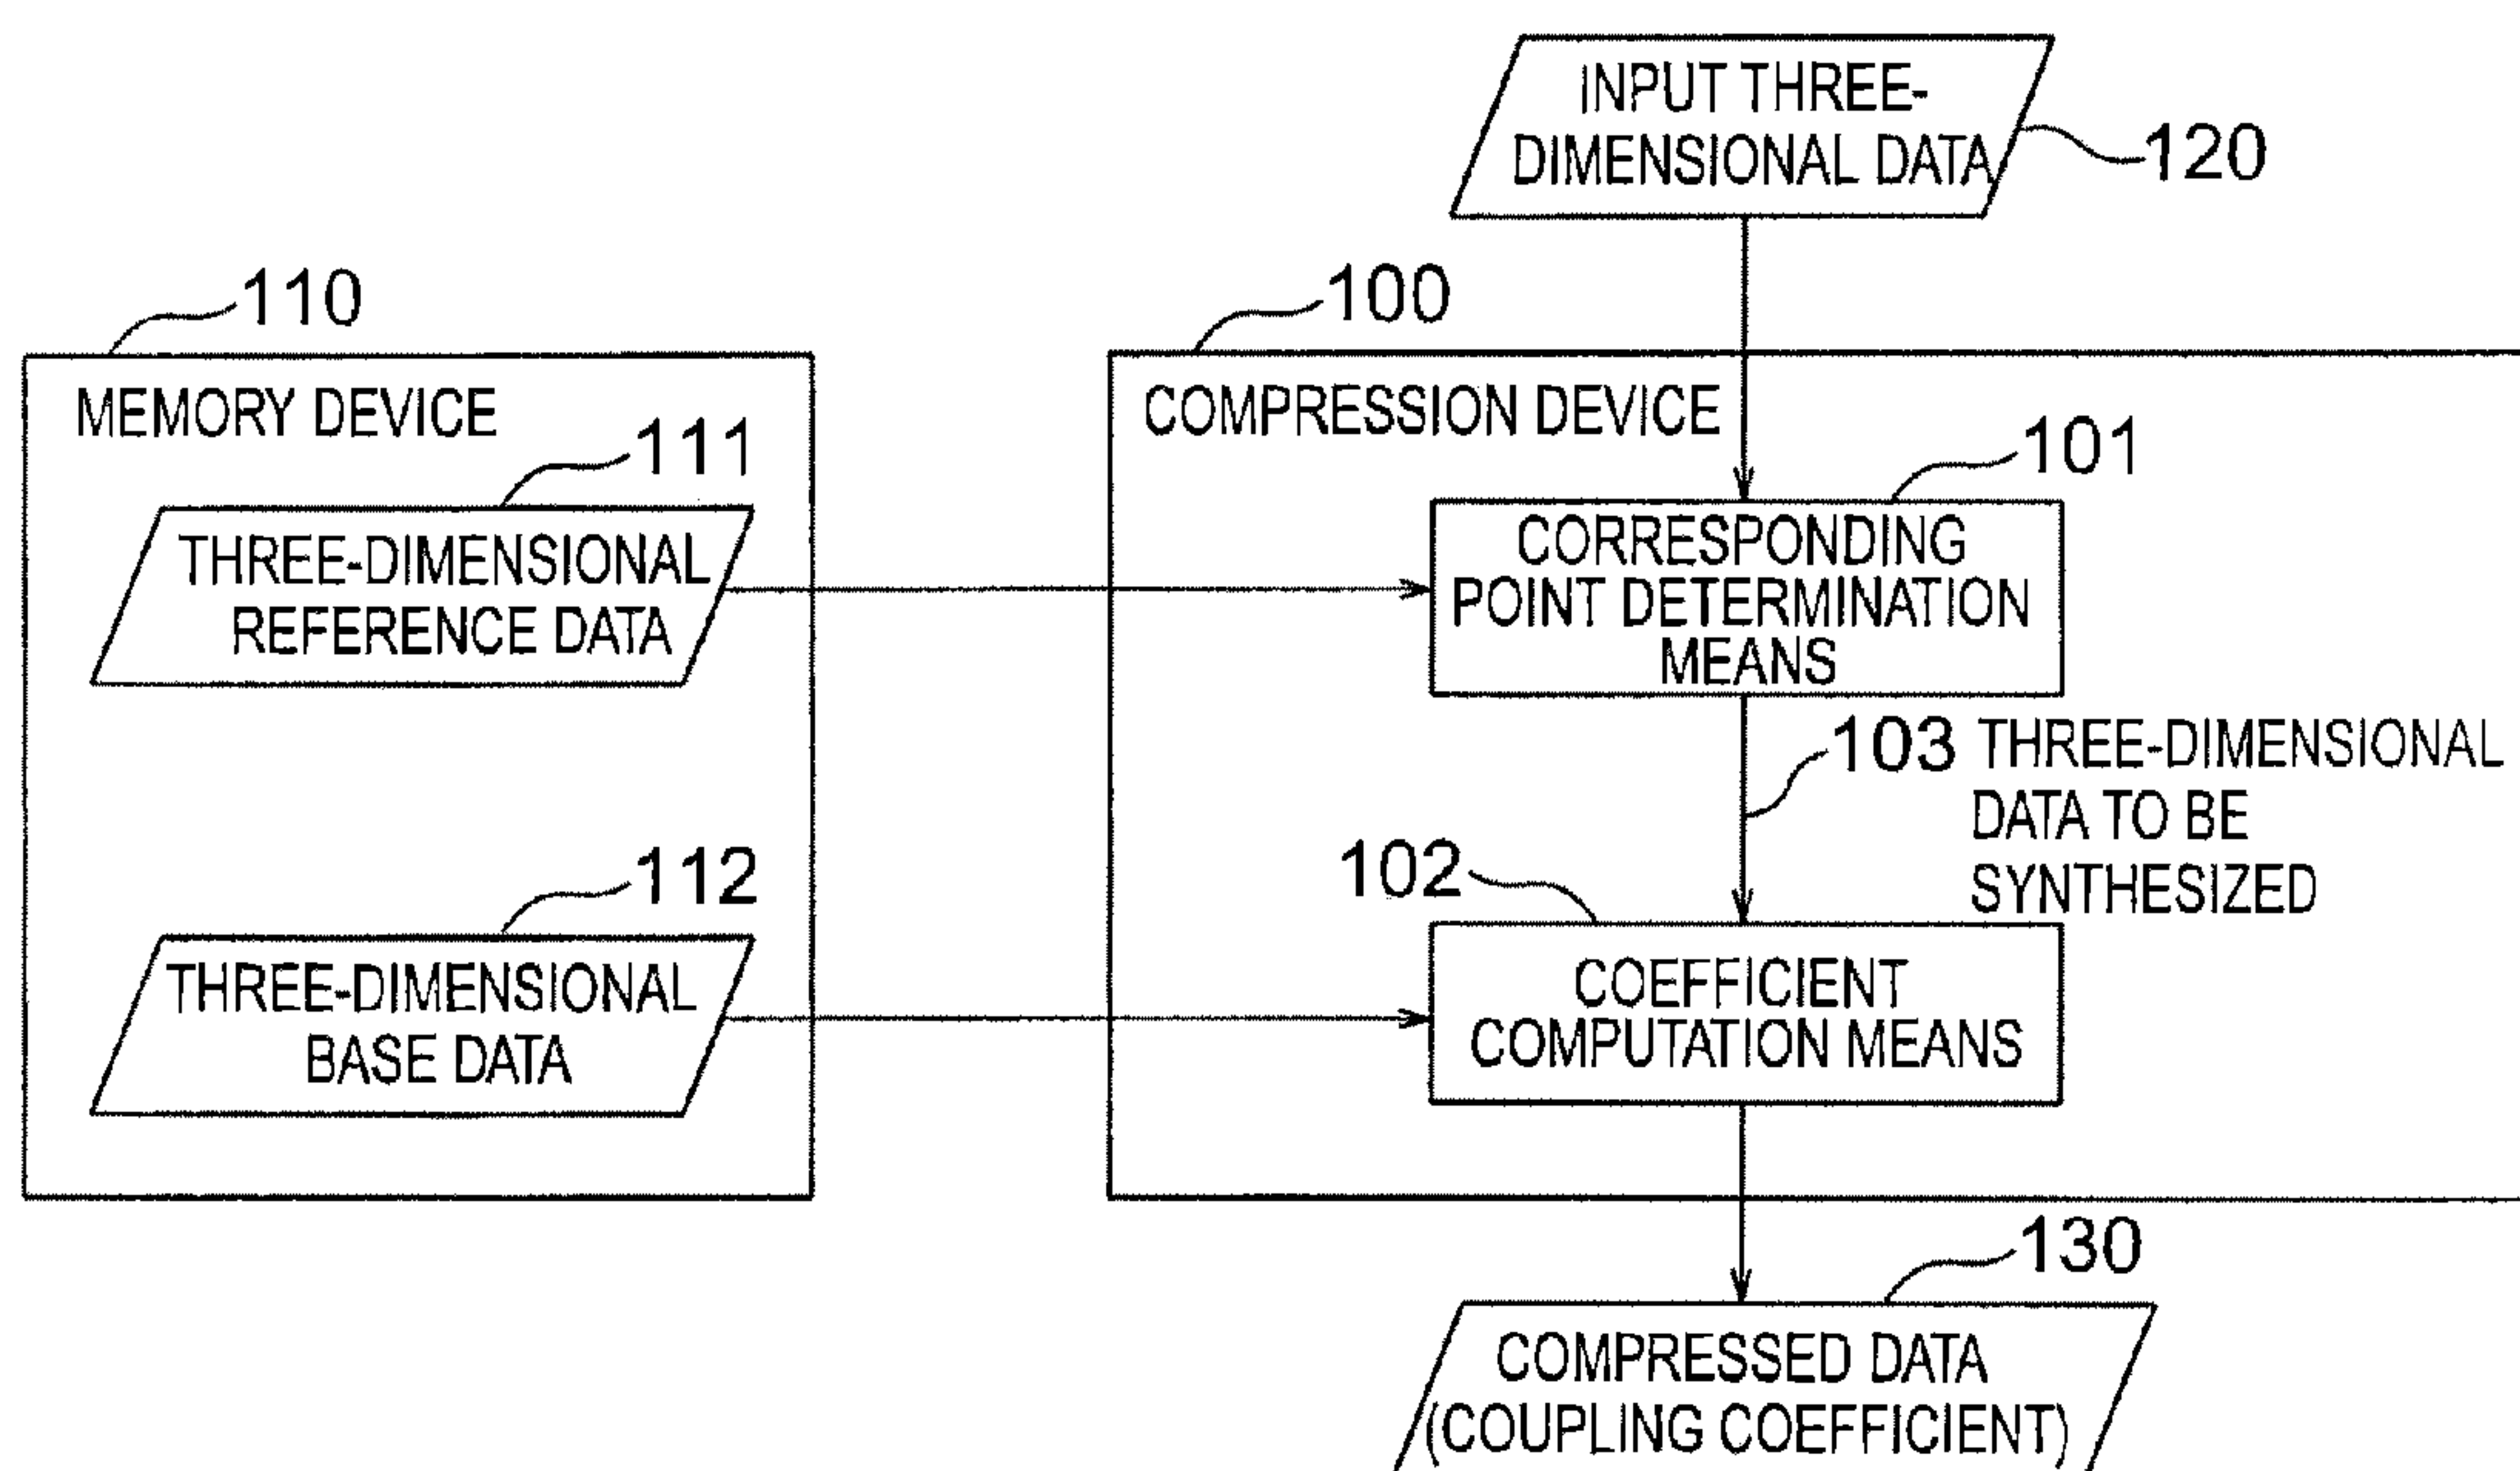 INPUT THREE-
DIMENSIONAL DATA
120
110
100
MEMORY DEVICE
COMPRESSION DEVICE
111
101
THREE-DIMENSIONAL
REFERENCE DATA
CORRESPONDING
POINT DETERMINATION
MEANS
103 THREE-DIMENSIONAL
DATA TO BE
SYNTHESIZED
112
102
THREE-DIMENSIONAL
BASE DATA
COEFFICIENT
COMPUTATION MEANS
130
COMPRESSED DATA
(COUPLING COEFFICIENT)